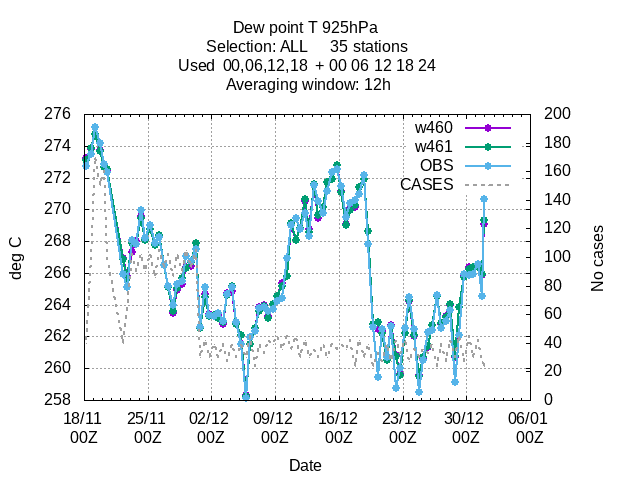 Dew point T 925hPa
Selection: ALL 35 stations
Used 00,06,12,18 + 00 06 12 18 24
Averaging window: 12h
276 200
274 180
272 160
270 140
268 120
266 100
264 80
262 60
260 40
258 20
0
deg C
No cases
w460
w461
OBS
CASES
18/11 25/11 02/12 09/12 16/12 23/12 30/12 06/01
00Z 00Z 00Z 00Z 00Z 00Z 00Z 00Z
Date